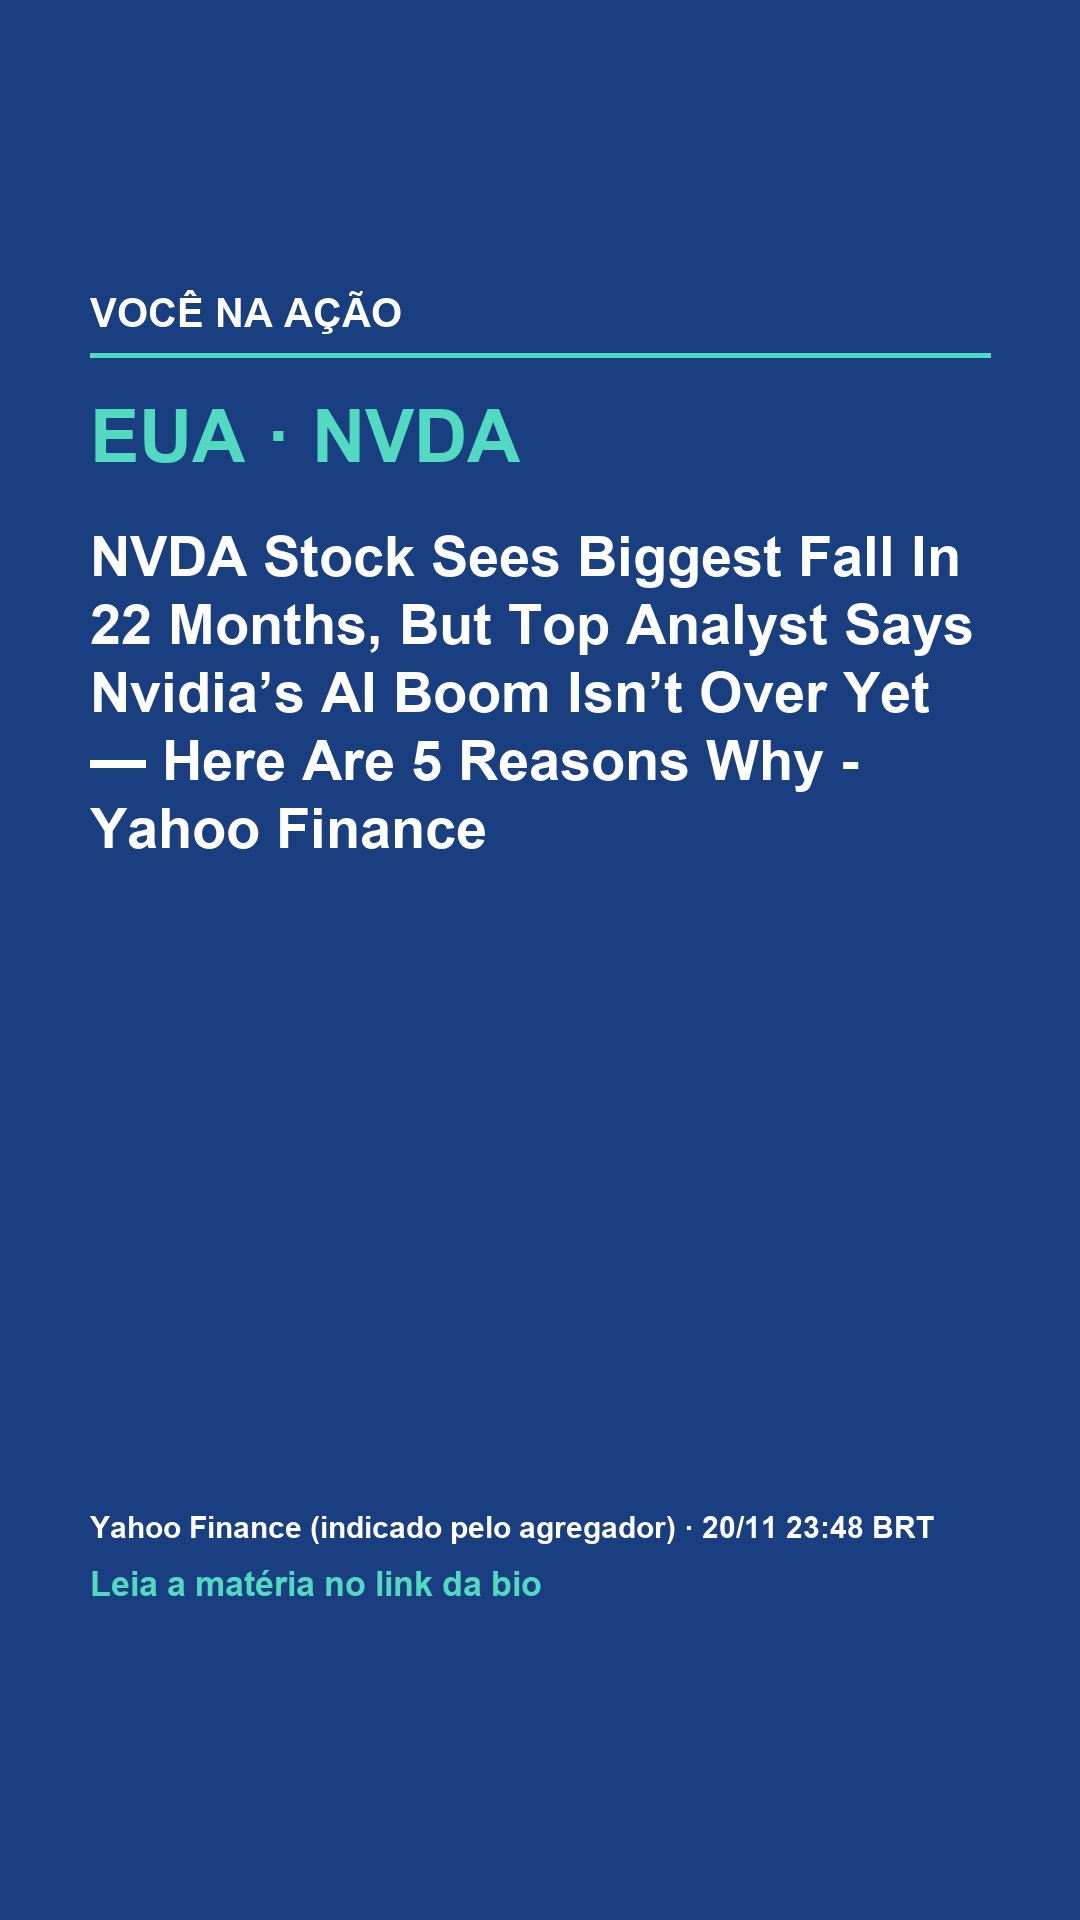 VOCÊ NA AÇÃO
EUA · NVDA
NVDA Stock Sees Biggest Fall In
22 Months, But Top Analyst Says
Nvidia’s AI Boom Isn’t Over Yet
— Here Are 5 Reasons Why -
Yahoo Finance
Yahoo Finance (indicado pelo agregador) · 20/11 23:48 BRT
Leia a matéria no link da bio